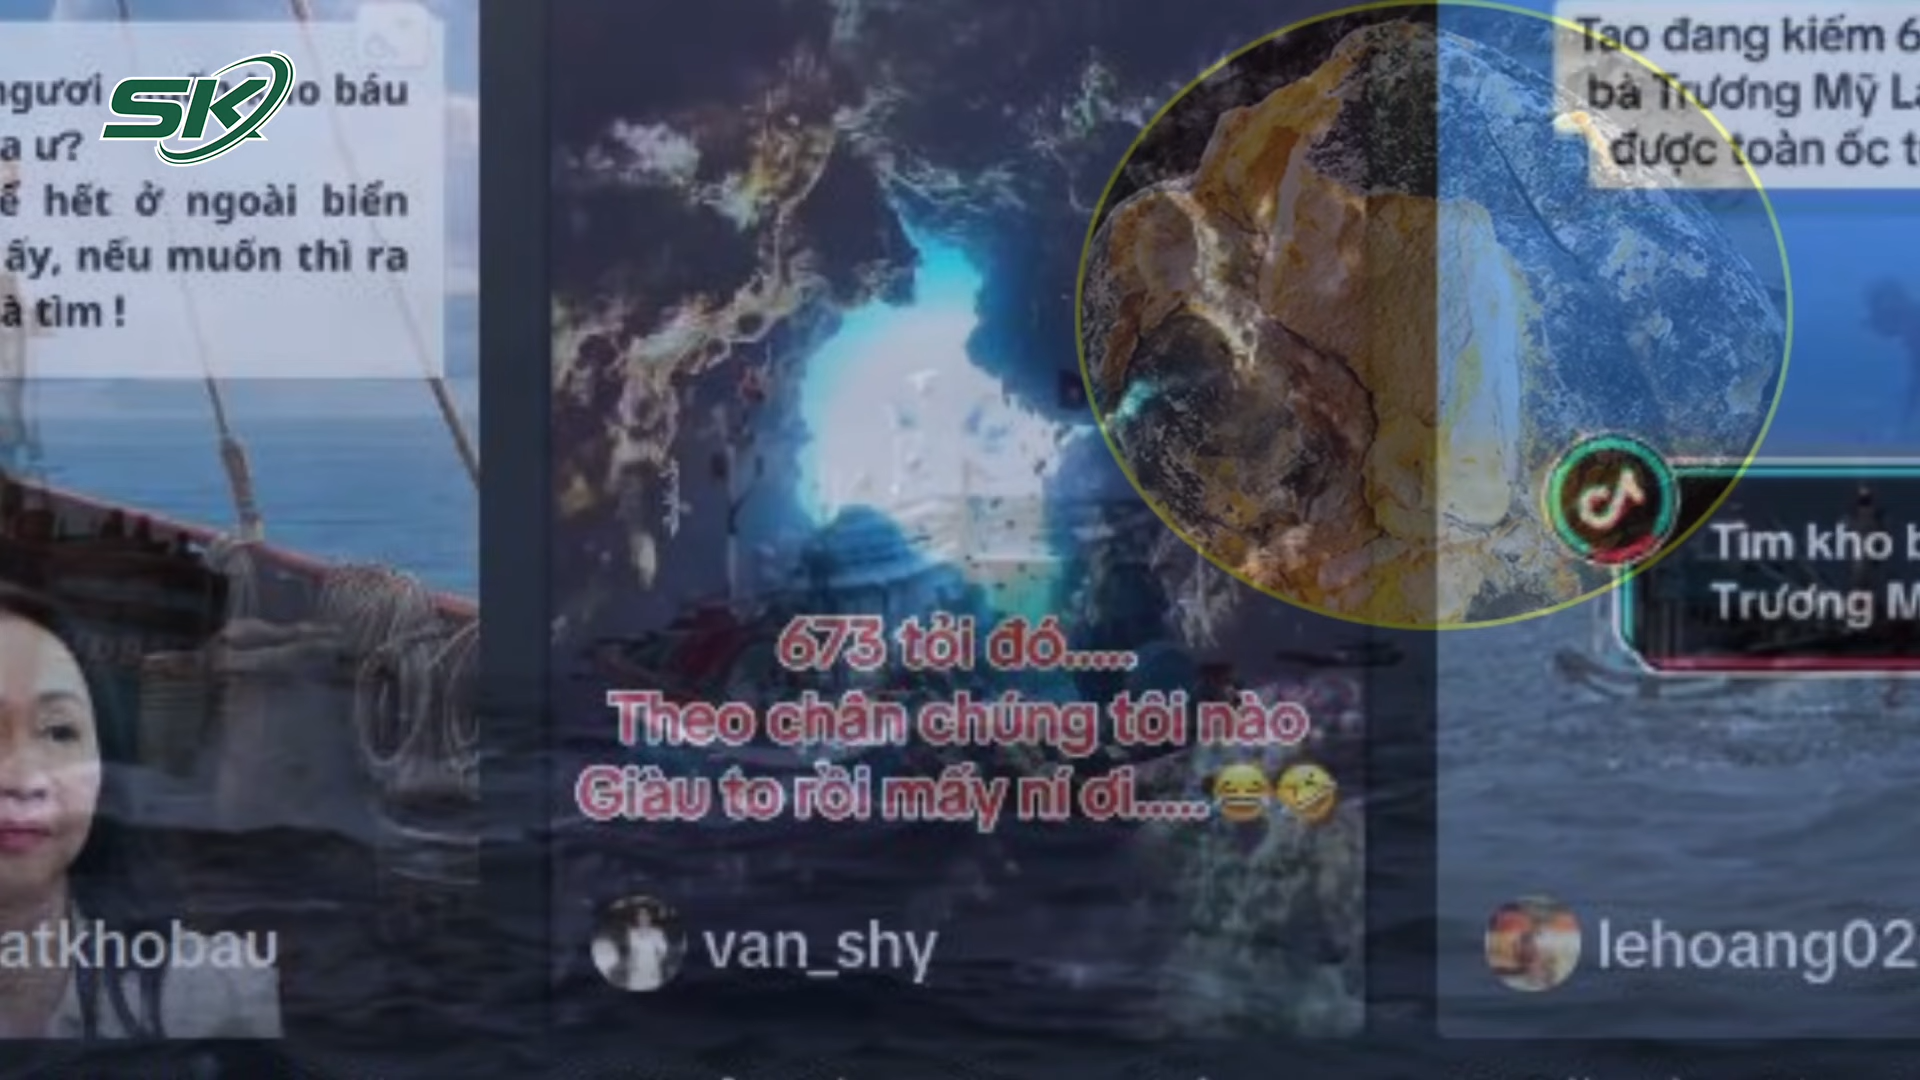 SK
báu
a ư?
hết ở ngoài biển
ấy, nếu muốn thì ra
à tìm !
atkhobau
673 tỏi đó.....
Theo chân chúng tôi nào
Giàu to rồi mấy ní ơi.....😂🤣
van_shy
Tao đang kiếm 6
bà Trương Mỹ La
được toàn ốc t
Tìm kho b
Trương M
lehoang02